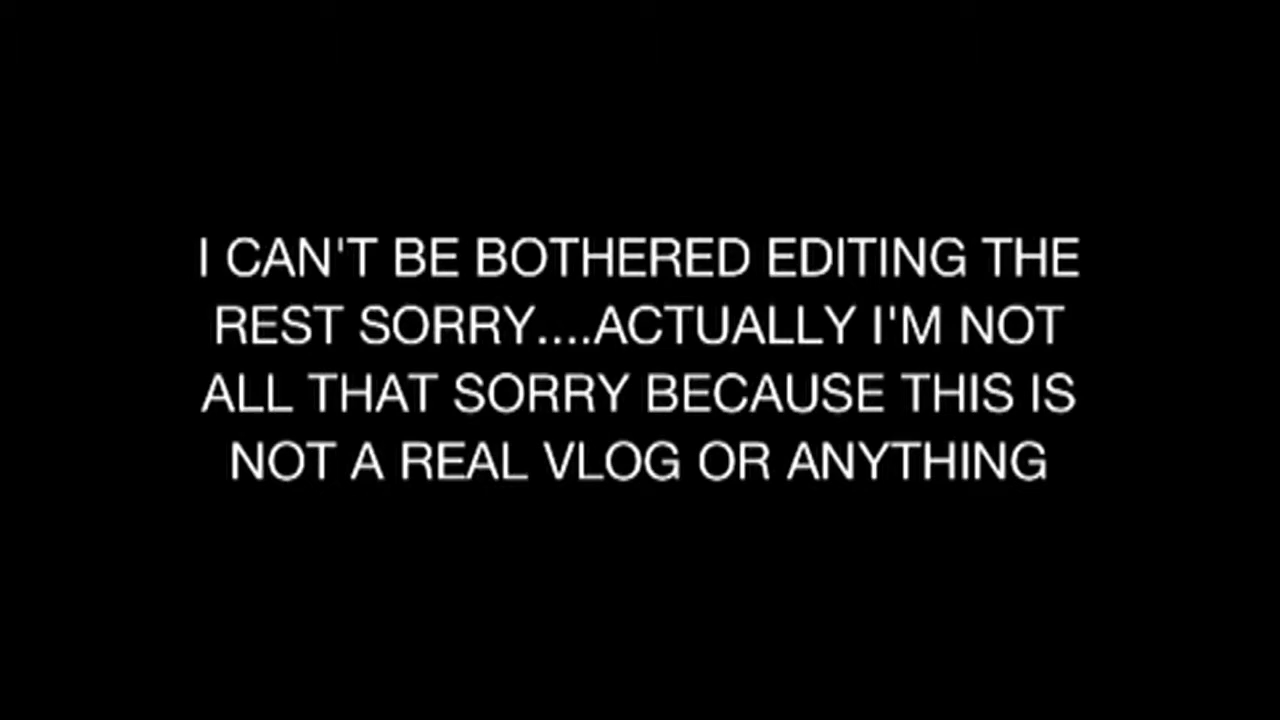 I CAN'T BE BOTHERED EDITING THE
REST SORRY....ACTUALLY I'M NOT
ALL THAT SORRY BECAUSE THIS IS
NOT A REAL VLOG OR ANYTHING